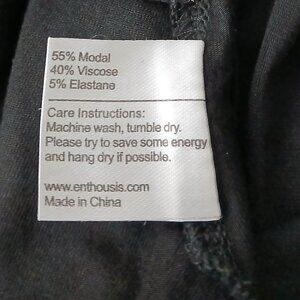 55% Modal
40% Viscose
5% Elastane
Care Instructions:
Machine wash, tumble dry.
Please try to save some energy
and hang dry if possible.
www.enthousis.com
Made in China